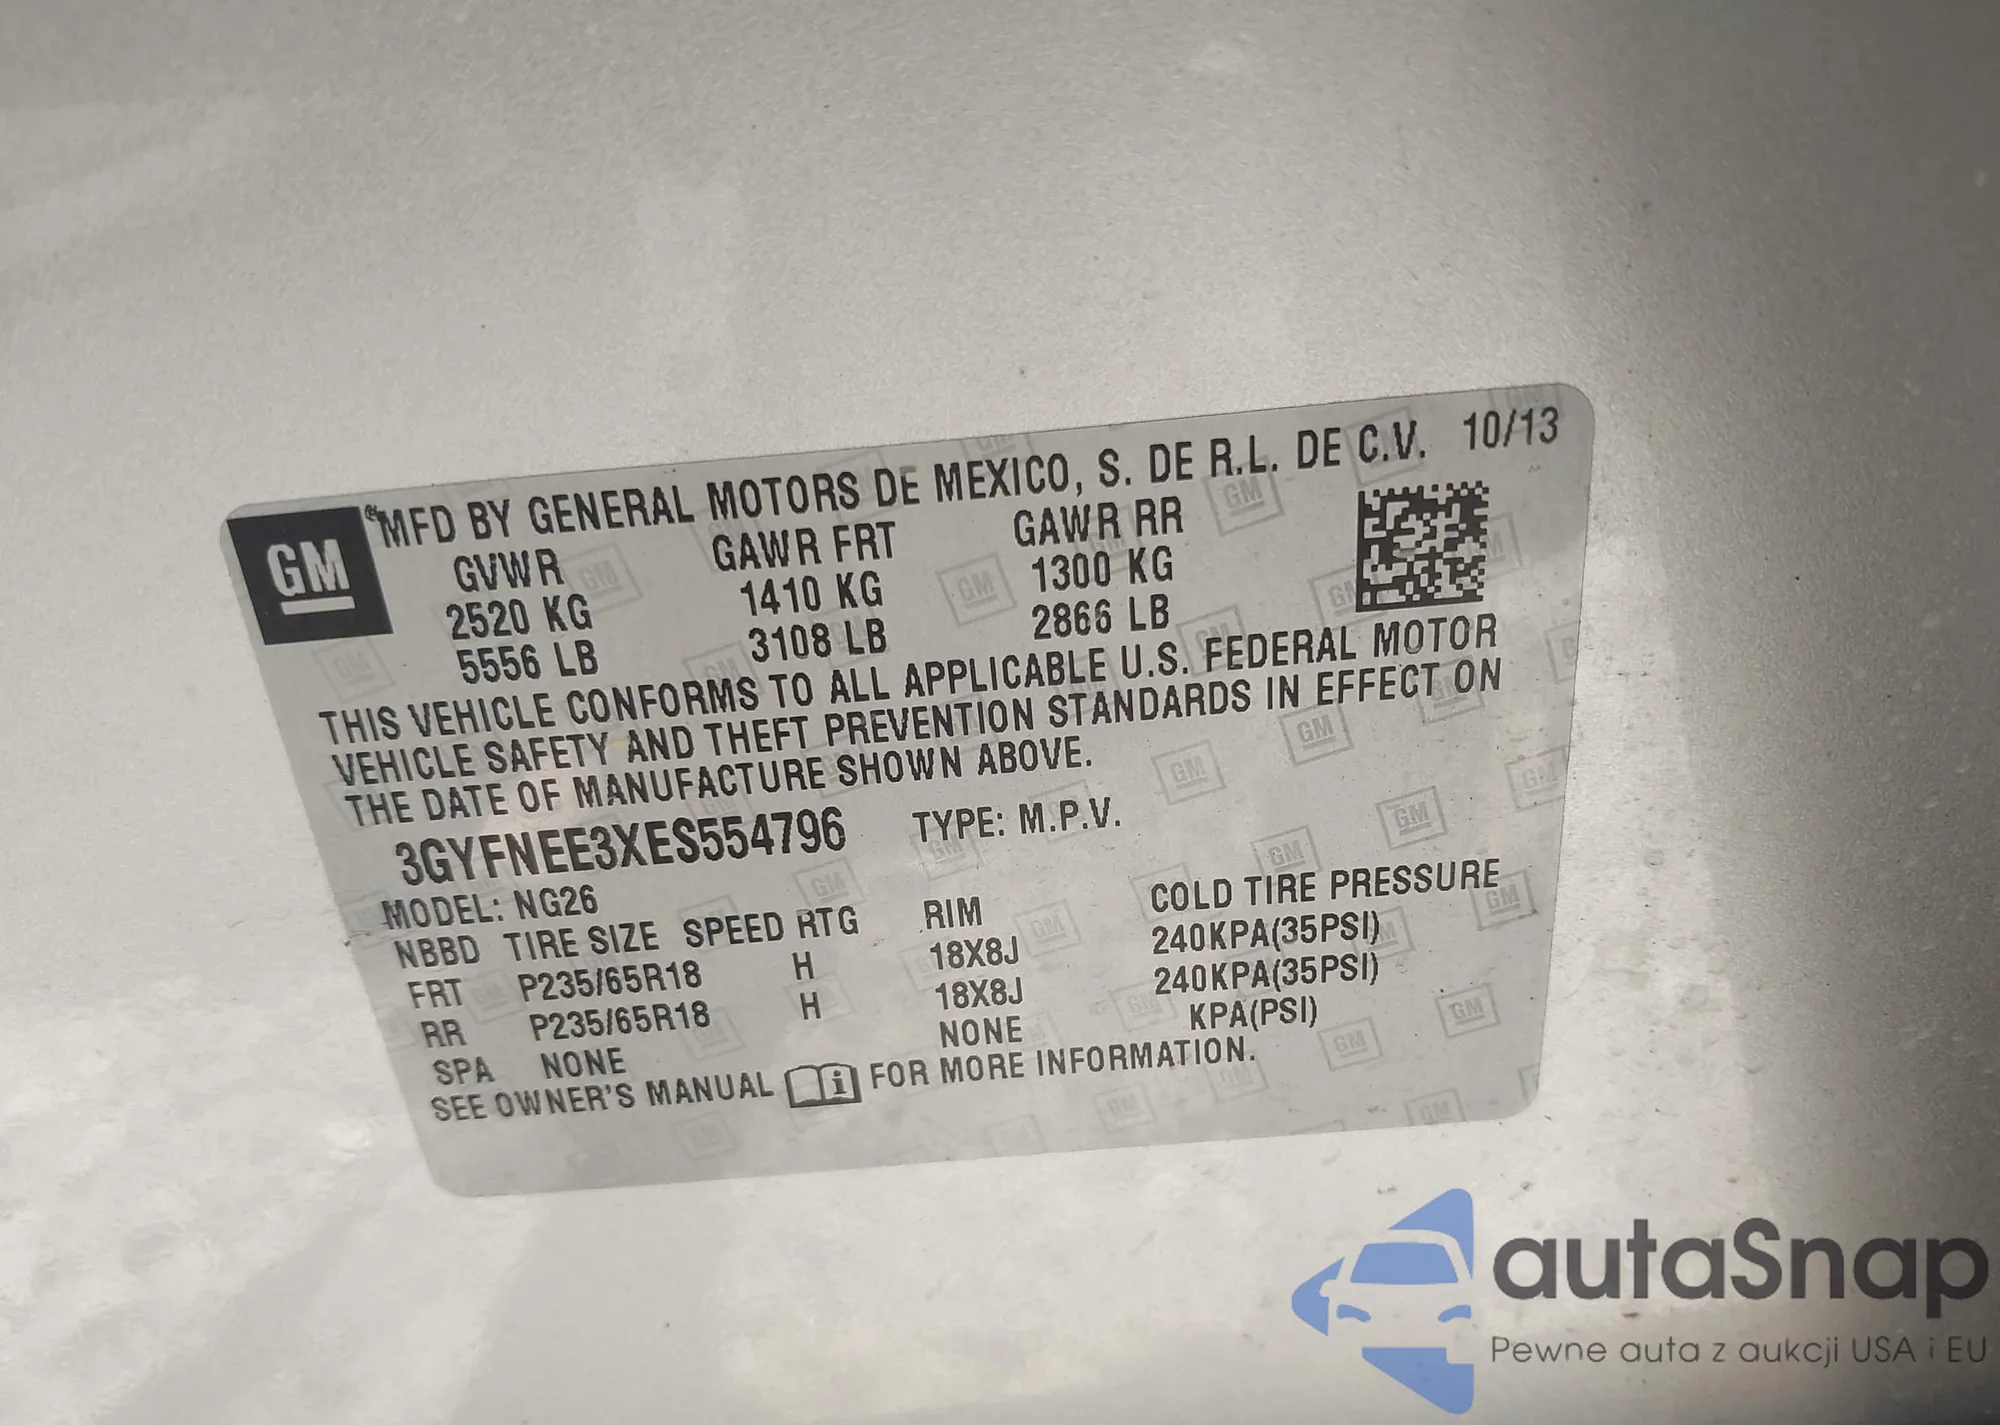 GM
®MFD BY GENERAL MOTORS DE MEXICO, S. DE R.L. DE C.V. 10/13
GVWR GAWR FRT GAWR RR
2520 KG 1410 KG 1300 KG
5556 LB 3108 LB 2866 LB
THIS VEHICLE CONFORMS TO ALL APPLICABLE U.S. FEDERAL MOTOR
VEHICLE SAFETY AND THEFT PREVENTION STANDARDS IN EFFECT ON
THE DATE OF MANUFACTURE SHOWN ABOVE.
3GYFNEE3XES554796 TYPE: M.P.V.
MODEL: NG26
NBBD TIRE SIZE SPEED RTG RIM COLD TIRE PRESSURE
FRT P235/65R18 H 18X8J 240KPA(35PSI)
RR P235/65R18 H 18X8J 240KPA(35PSI)
SPA NONE NONE KPA(PSI)
SEE OWNER'S MANUAL i FOR MORE INFORMATION.
autaSnap
Pewne auta z aukcji USA i EU